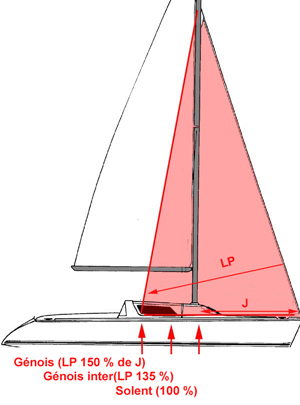 LP
J
Génois (LP 150 % de J)
Génois inter(LP 135 %)
Solent (100 %)